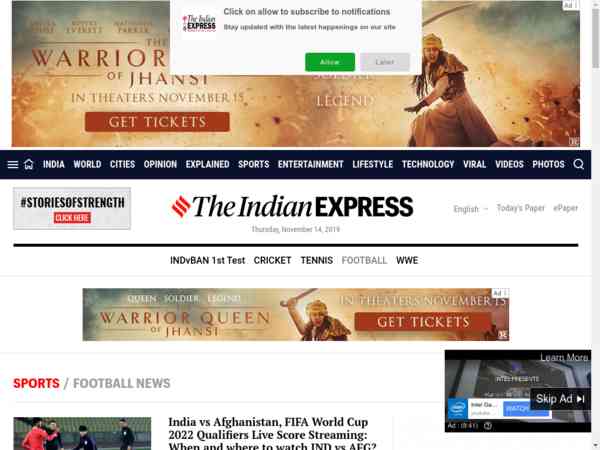 RUPERT
NATHANIEL
EVERETT
PARKER
Ad
THE
WARRIOR
OF JHANSI
IN THEATERS NOVEMBER 15
GET TICKETS
SOLDIER
LEGEND
Click on allow to subscribe to notifications
The Indian
EXPRESS
Stay updated with the latest happenings on our site
Allow
Later
INDIA WORLD CITIES OPINION EXPLAINED SPORTS ENTERTAINMENT LIFESTYLE TECHNOLOGY VIRAL VIDEOS PHOTOS
#STORIESOFSTRENGTH
CLICK HERE
The Indian EXPRESS
Thursday, November 14, 2019
English
Today's Paper
ePaper
INDvBAN 1st Test CRICKET TENNIS FOOTBALL WWE
QUEEN SOLDIER LEGEND
WARRIOR QUEEN
OF JHANSI
IN THEATERS NOVEMBER 15
GET TICKETS
Ad
SPORTS / FOOTBALL NEWS
Learn More
INTEL PRESENTS
Intel Ga...
youtube
WATCH
Skip Ad
Ad : (0:41)
India vs Afghanistan, FIFA World Cup
2022 Qualifiers Live Score Streaming:
When and where to watch IND vs AFG?